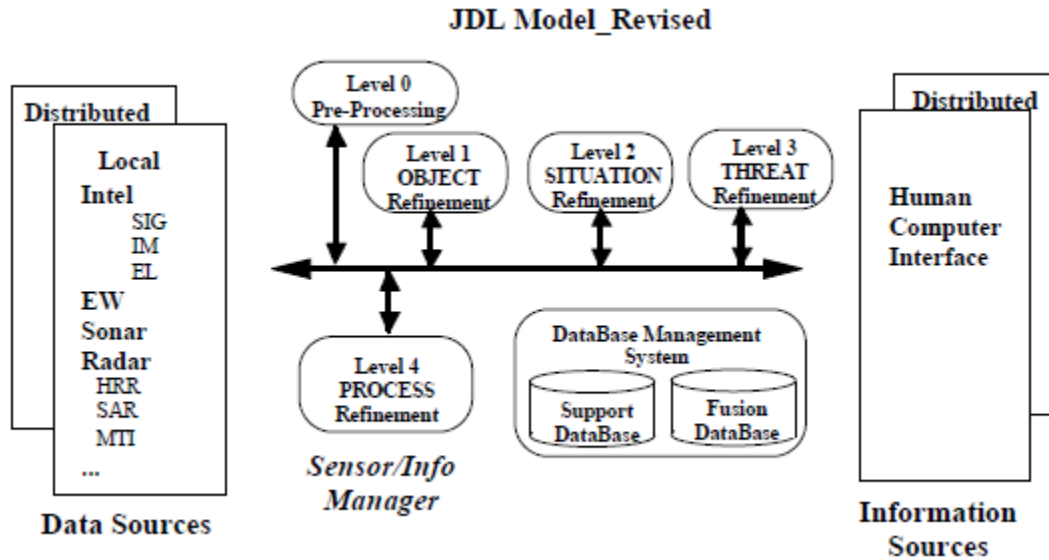 JDL Model_Revised
Distributed
Local
Intel
SIG
IM
EL
EW
Sonar
Radar
HRR
SAR
MTI
...
Data Sources
Level 0
Pre-Processing
Level 1
OBJECT
Refinement
Level 2
SITUATION
Refinement
Level 3
THREAT
Refinement
Level 4
PROCESS
Refinement
Sensor/Info
Manager
DataBase Management
System
Support
DataBase
Fusion
DataBase
Distributed
Human
Computer
Interface
Information
Sources